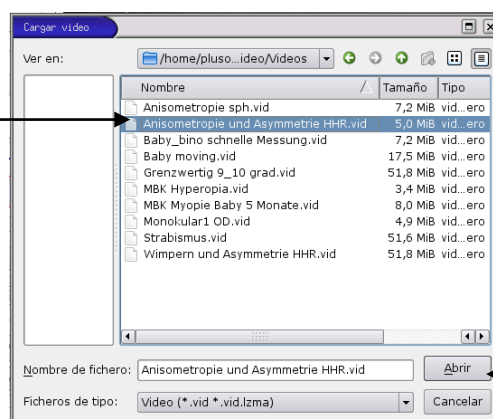 Cargar video
Ver en: /home/pluso...ideo/Videos
Nombre Tamaño Tipo
Anisometropie sph.vid 7,2 MiB vid...ero
Anisometropie und Asymmetrie HHR.vid 5,0 MiB vid...ero
Baby_bino schnelle Messung.vid 7,2 MiB vid...ero
Baby moving.vid 17,5 MiB vid...ero
Grenzwertig 9_10 grad.vid 51,8 MiB vid...ero
MBK Hyperopia.vid 3,4 MiB vid...ero
MBK Myopie Baby 5 Monate.vid 8,0 MiB vid...ero
Monokular1 OD.vid 4,9 MiB vid...ero
Strabismus.vid 51,6 MiB vid...ero
Wimpern und Asymmetrie HHR.vid 51,8 MiB vid...ero
Nombre de fichero: Anisometropie und Asymmetrie HHR.vid Abrir
Ficheros de tipo: Video (*.vid *.vid.lzma) Cancelar